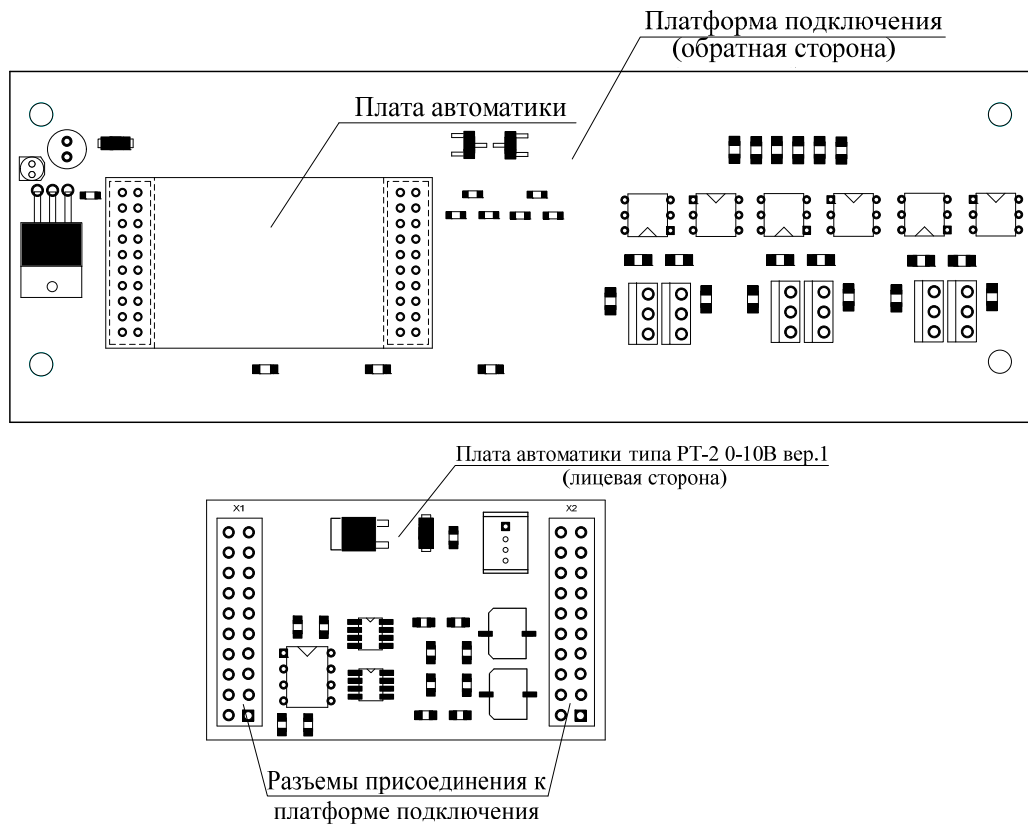 Платформа подключения
(обратная сторона)
Плата автоматики
Плата автоматики типа РТ-2 0-10В вер.1
(лицевая сторона)
X1
X2
Разъемы присоединения к
платформе подключения